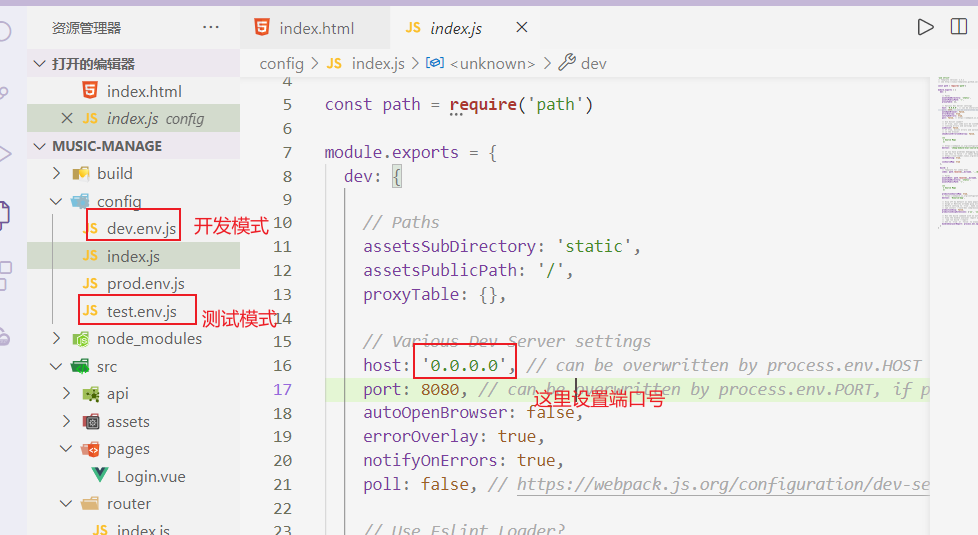 资源管理器 ···
index.html
JS index.js
打开的编辑器
index.html
JS index.js config
MUSIC-MANAGE
build
config
JS dev.env.js 开发模式
JS index.js
JS prod.env.js
JS test.env.js 测试模式
node_modules
src
api
assets
pages
Login.vue
router
JS index.js
config > JS index.js > <unknown> > dev
4
5 const path = require('path')
6
7 module.exports = {
8 dev: {
9
10 // Paths
11 assetsSubDirectory: 'static',
12 assetsPublicPath: '/',
13 proxyTable: {},
14
15 // Various Dev Server settings
16 host: '0.0.0.0', // can be overwritten by process.env.HOST
17 port: 8080, // can be overwritten by process.env.PORT, if p
这里设置端口号
18 autoOpenBrowser: false,
19 errorOverlay: true,
20 notifyOnErrors: true,
21 poll: false, // https://webpack.js.org/configuration/dev-se
22
23 // Use Eslint Loader?